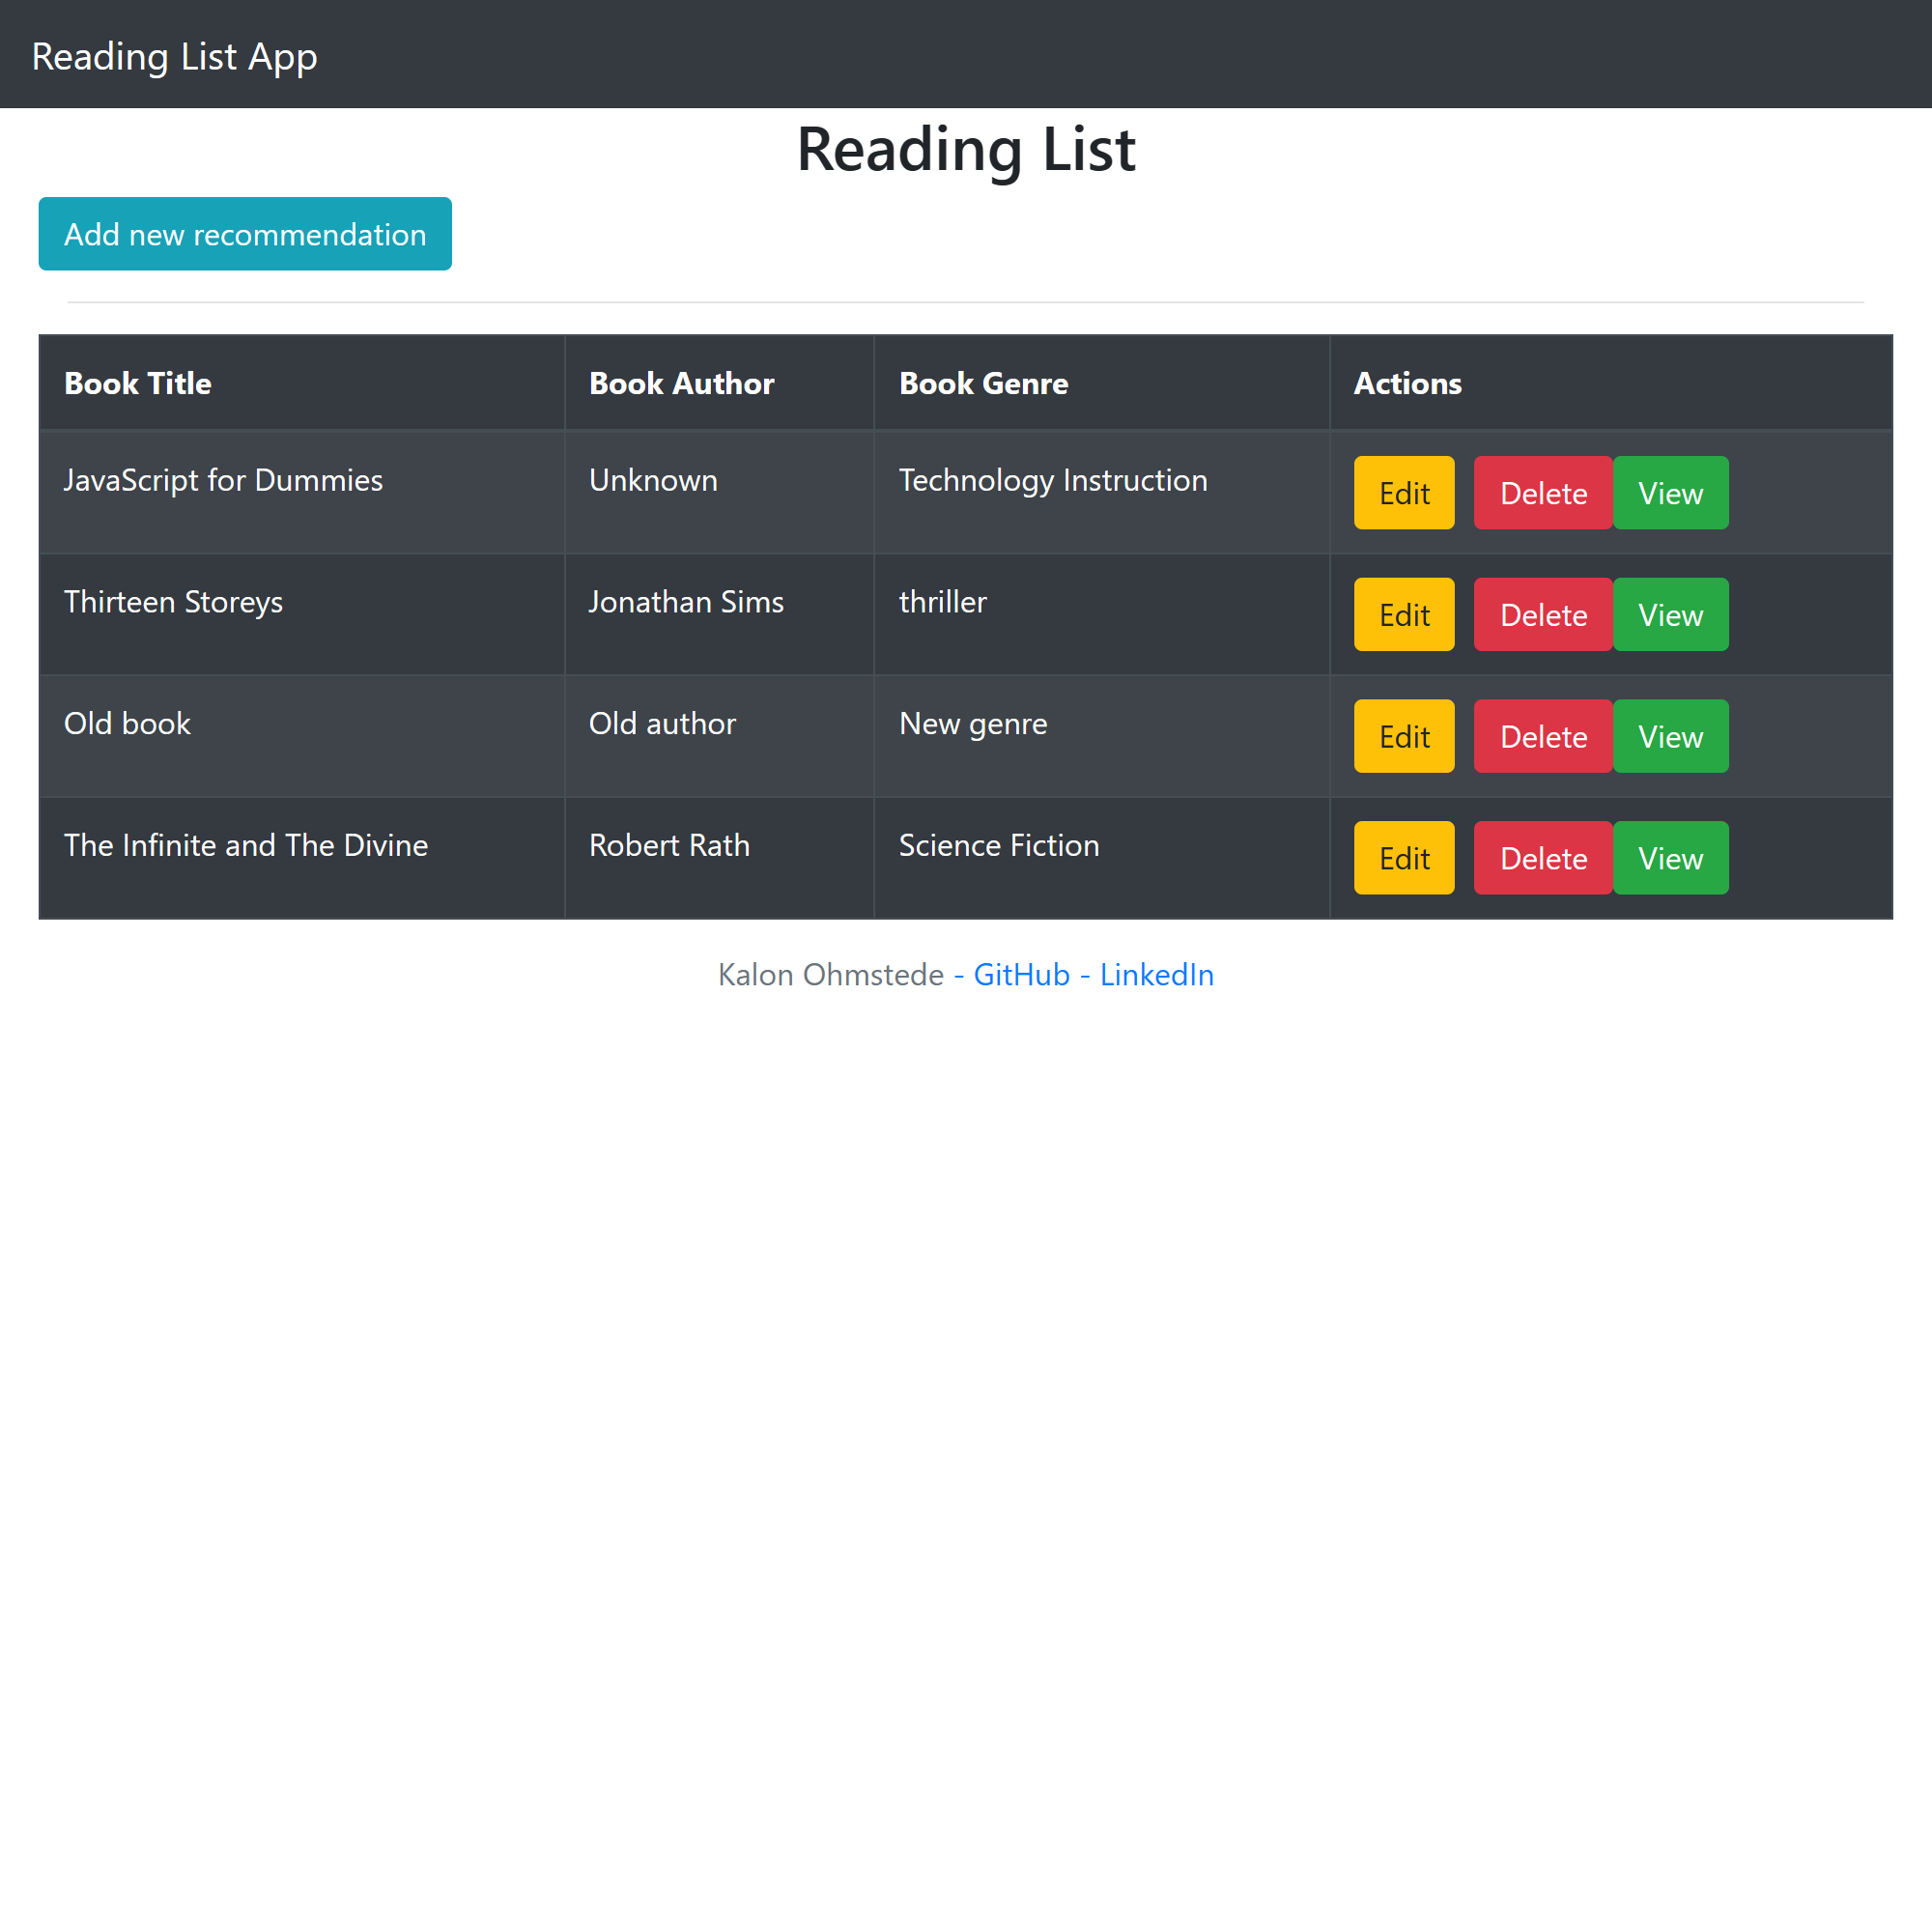 Reading List App
Reading List
Add new recommendation
Book Title Book Author Book Genre Actions
JavaScript for Dummies Unknown Technology Instruction Edit Delete View
Thirteen Storeys Jonathan Sims thriller Edit Delete View
Old book Old author New genre Edit Delete View
The Infinite and The Divine Robert Rath Science Fiction Edit Delete View
Kalon Ohmstede - GitHub - LinkedIn